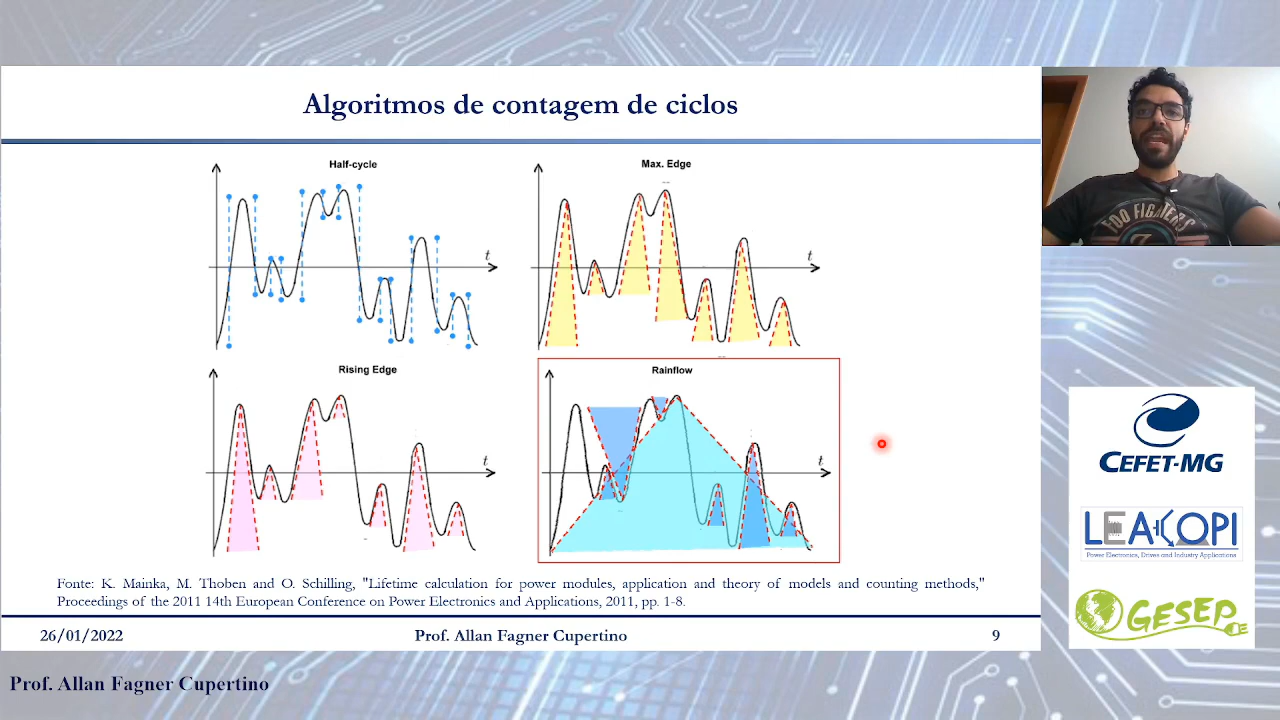 Algoritmos de contagem de ciclos
Half-cycle
Max. Edge
t
t
Rising Edge
Rainflow
t
t
Fonte: K. Mainka, M. Thoben and O. Schilling, "Lifetime calculation for power modules, application and theory of models and counting methods,"
Proceedings of the 2011 14th European Conference on Power Electronics and Applications, 2011, pp. 1-8.
26/01/2022
Prof. Allan Fagner Cupertino
9
Prof. Allan Fagner Cupertino
FOO FIGHTERS
CEFET-MG
LEACOPI
Power Electronics, Drives and Industry Applications
GESEP